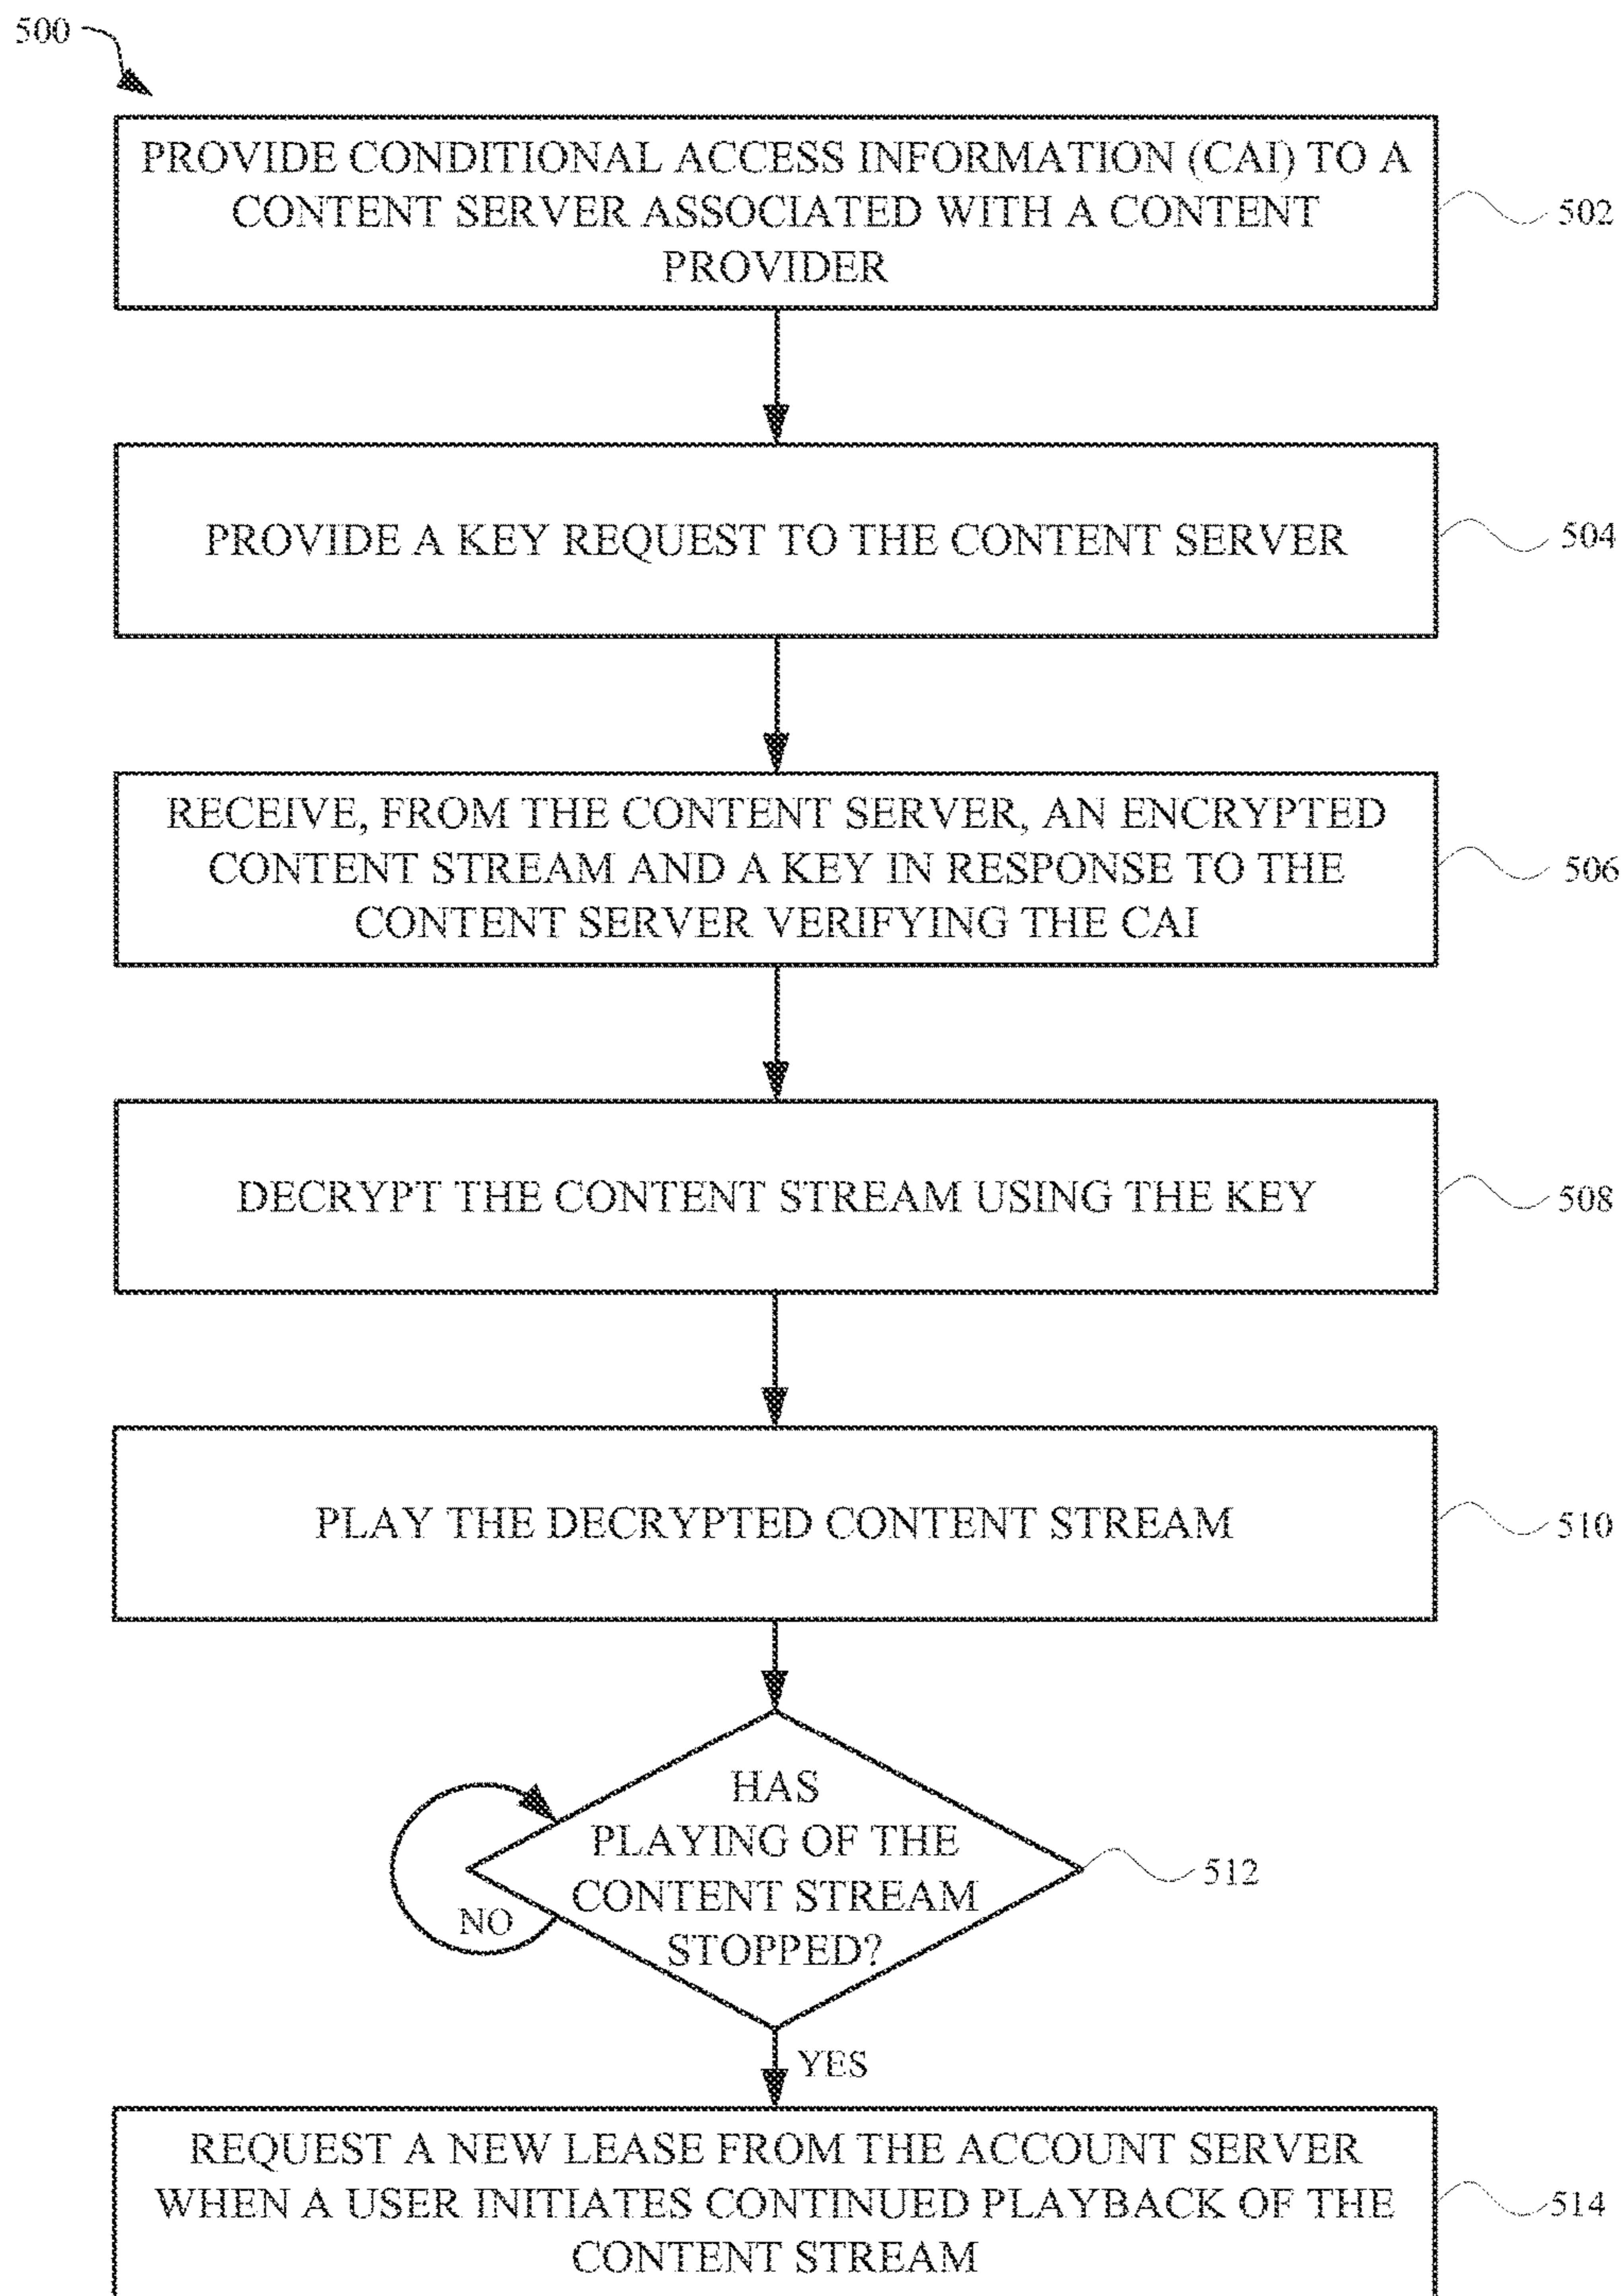 500
PROVIDE CONDITIONAL ACCESS INFORMATION (CAI) TO A
CONTENT SERVER ASSOCIATED WITH A CONTENT
PROVIDER
502
PROVIDE A KEY REQUEST TO THE CONTENT SERVER
504
RECEIVE, FROM THE CONTENT SERVER, AN ENCRYPTED
CONTENT STREAM AND A KEY IN RESPONSE TO THE
CONTENT SERVER VERIFYING THE CAI
506
DECRYPT THE CONTENT STREAM USING THE KEY
508
PLAY THE DECRYPTED CONTENT STREAM
510
HAS
PLAYING OF THE
CONTENT STREAM
STOPPED?
512
NO
YES
REQUEST A NEW LEASE FROM THE ACCOUNT SERVER
WHEN A USER INITIATES CONTINUED PLAYBACK OF THE
CONTENT STREAM
514